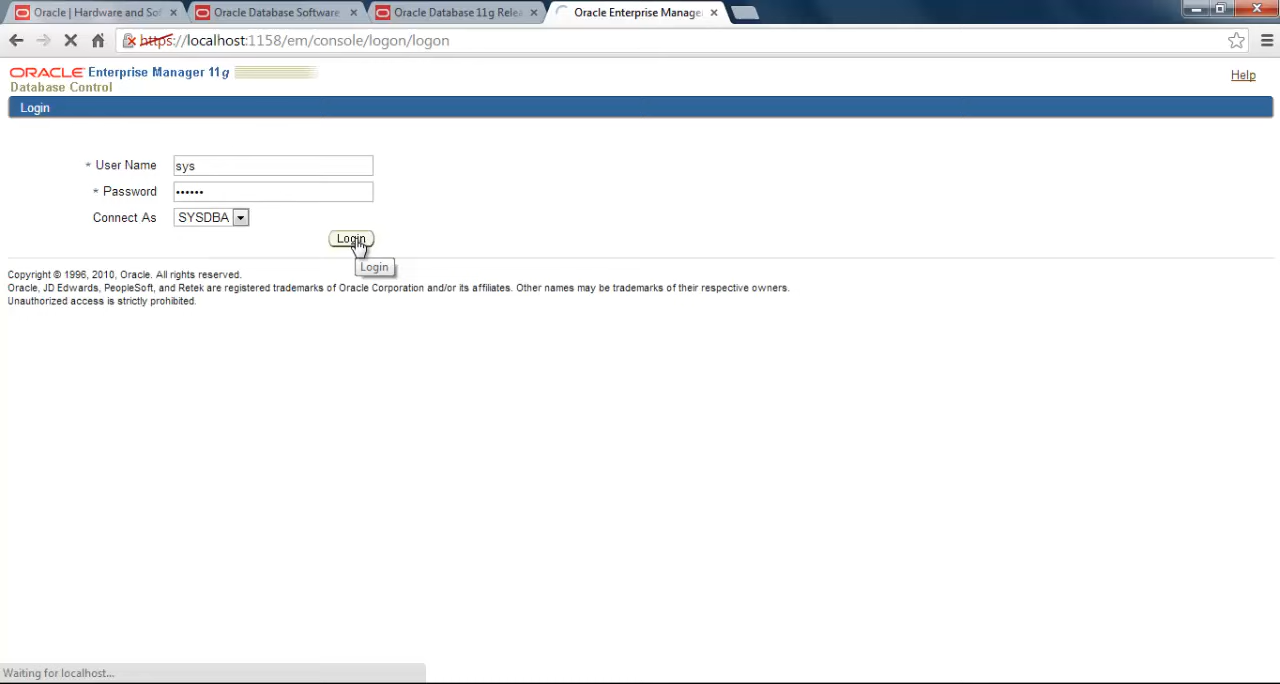 Oracle | Hardware and Sof
Oracle Database Software
Oracle Database 11g Relea
Oracle Enterprise Manage
https://localhost:1158/em/console/logon/logon
ORACLE Enterprise Manager 11g
Database Control
Help
Login
* User Name sys
* Password ••••••
Connect As SYSDBA
Login
Login
Copyright © 1996, 2010, Oracle. All rights reserved.
Oracle, JD Edwards, PeopleSoft, and Retek are registered trademarks of Oracle Corporation and/or its affiliates. Other names may be trademarks of their respective owners.
Unauthorized access is strictly prohibited.
Waiting for localhost...